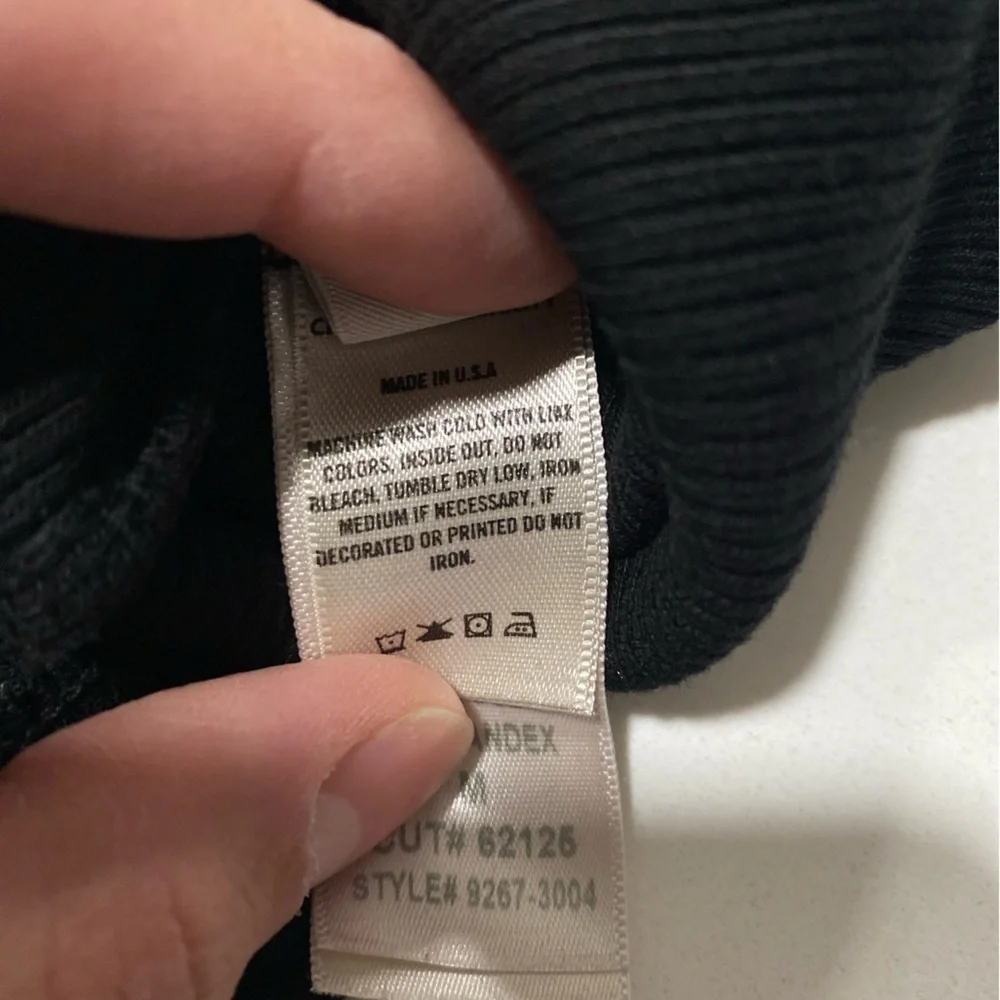 MADE IN U.S.A
MACHINE WASH COLD WITH LIKE
COLORS, INSIDE OUT, DO NOT
BLEACH, TUMBLE DRY LOW, IRON
MEDIUM IF NECESSARY, IF
DECORATED OR PRINTED DO NOT
IRON.
NDEX
M
CUT# 62125
STYLE# 9267-3004